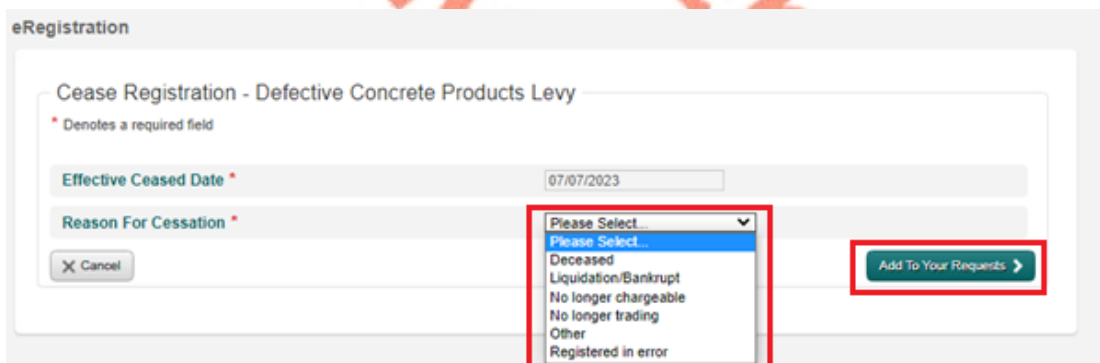 eRegistration
Cease Registration - Defective Concrete Products Levy
* Denotes a required field
Effective Ceased Date * 07/07/2023
Reason For Cessation * Please Select...
Please Select...
Deceased
X Cancel Add To Your Requests >
Liquidation/Bankrupt
No longer chargeable
No longer trading
Other
Registered in error